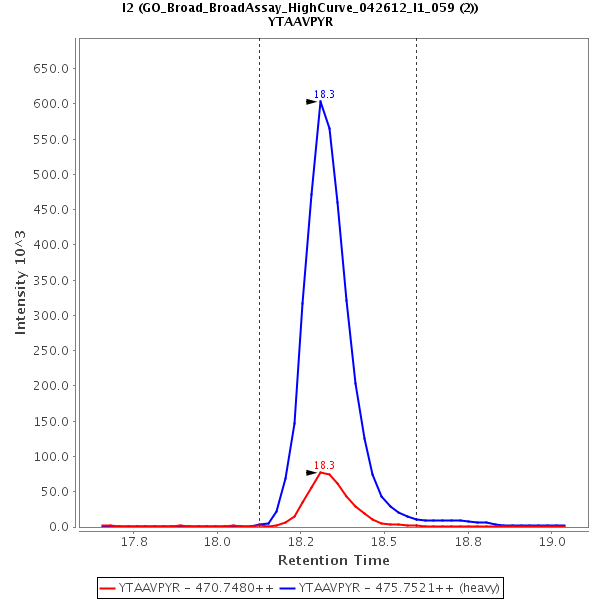 I2 (GO_Broad_BroadAssay_HighCurve_042612_I1_059 (2))
YTAAVPYR
650.0
600.0
550.0
500.0
450.0
400.0
350.0
300.0
250.0
200.0
150.0
100.0
50.0
0.0
Intensity 10^3
18.3
18.3
17.8 18.0 18.2 18.5 18.8 19.0
Retention Time
YTAAVPYR - 470.7480++ YTAAVPYR - 475.7521++ (heavy)